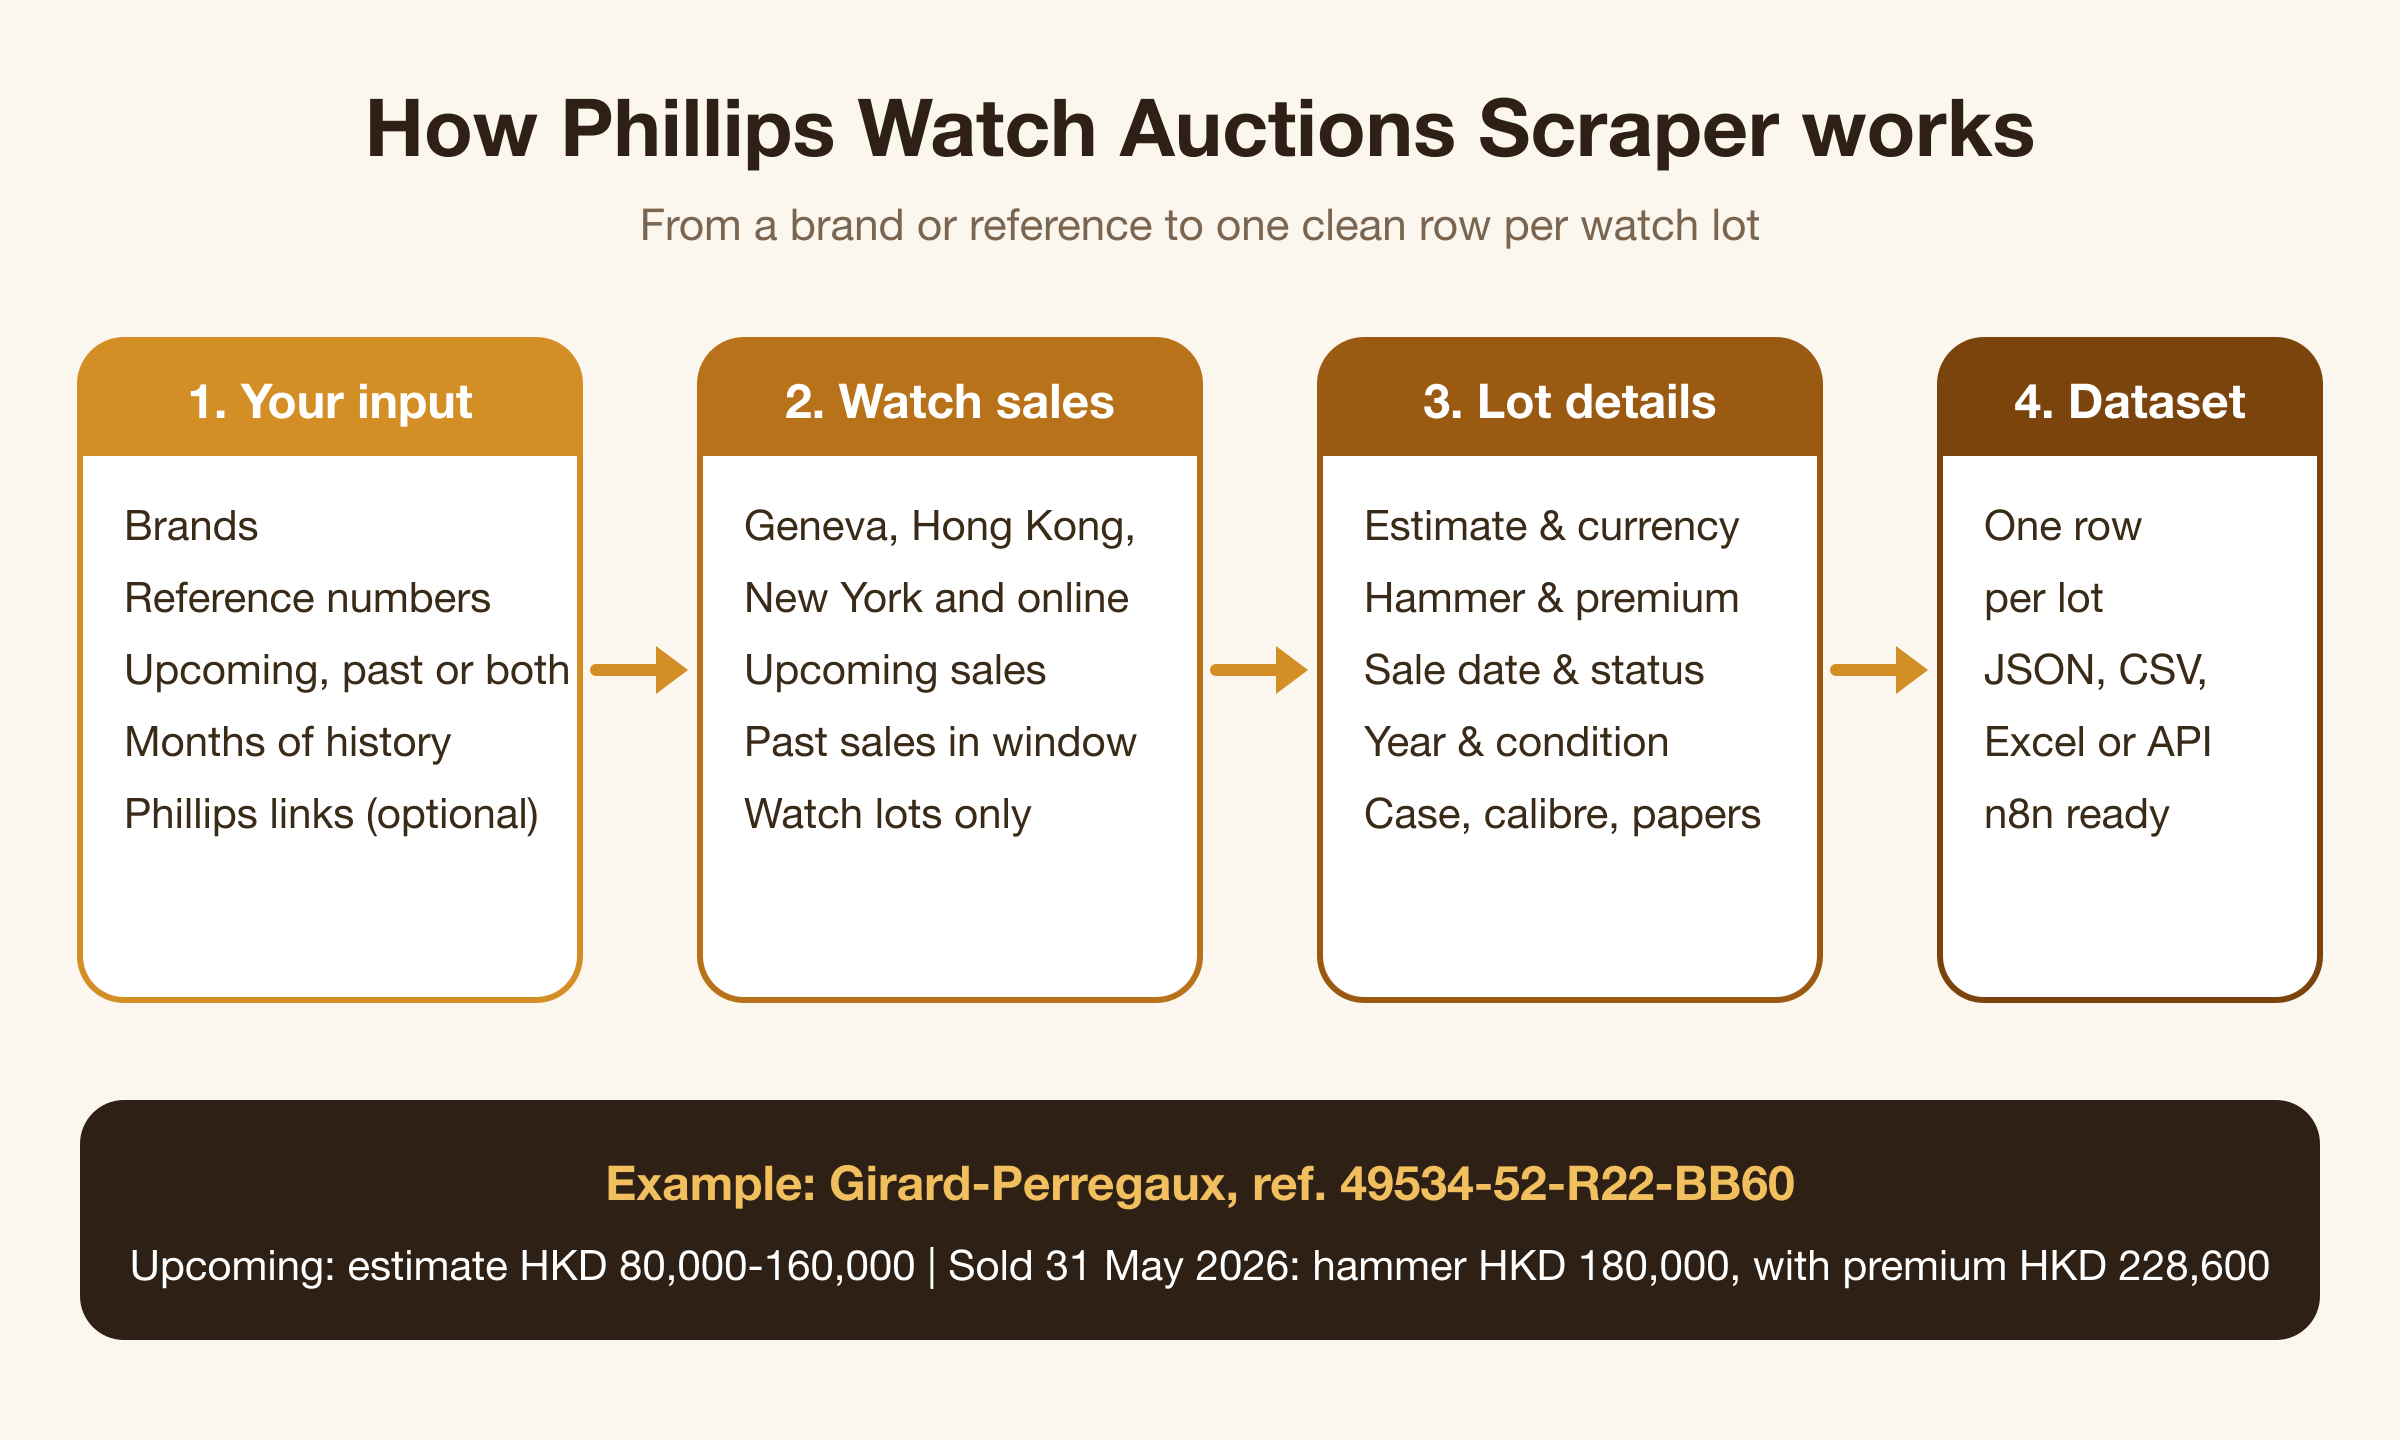 How Phillips Watch Auctions Scraper works
From a brand or reference to one clean row per watch lot
1. Your input
Brands
Reference numbers
Upcoming, past or both
Months of history
Phillips links (optional)
2. Watch sales
Geneva, Hong Kong,
New York and online
Upcoming sales
Past sales in window
Watch lots only
3. Lot details
Estimate & currency
Hammer & premium
Sale date & status
Year & condition
Case, calibre, papers
4. Dataset
One row
per lot
JSON, CSV,
Excel or API
n8n ready
Example: Girard-Perregaux, ref. 49534-52-R22-BB60
Upcoming: estimate HKD 80,000-160,000 | Sold 31 May 2026: hammer HKD 180,000, with premium HKD 228,600